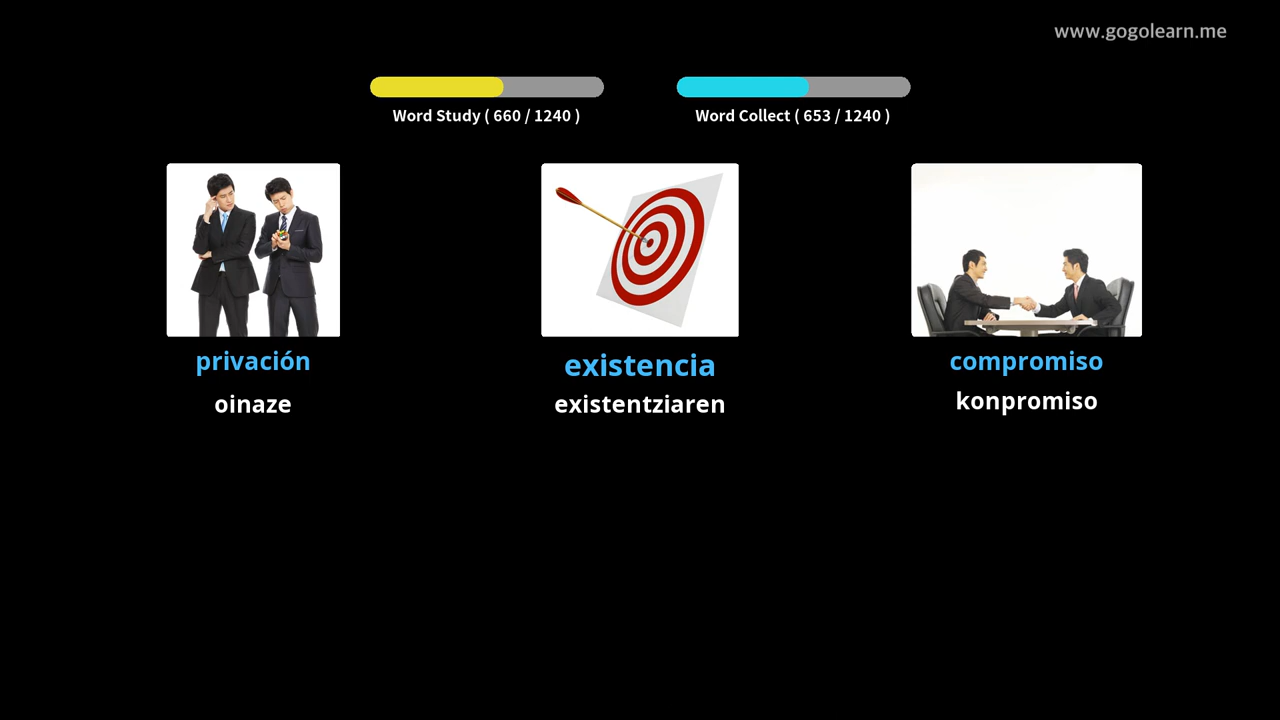 www.gogolearn.me
Word Study ( 660 / 1240 )
Word Collect ( 653 / 1240 )
privación
existencia
compromiso
oinaze
existentziaren
konpromiso